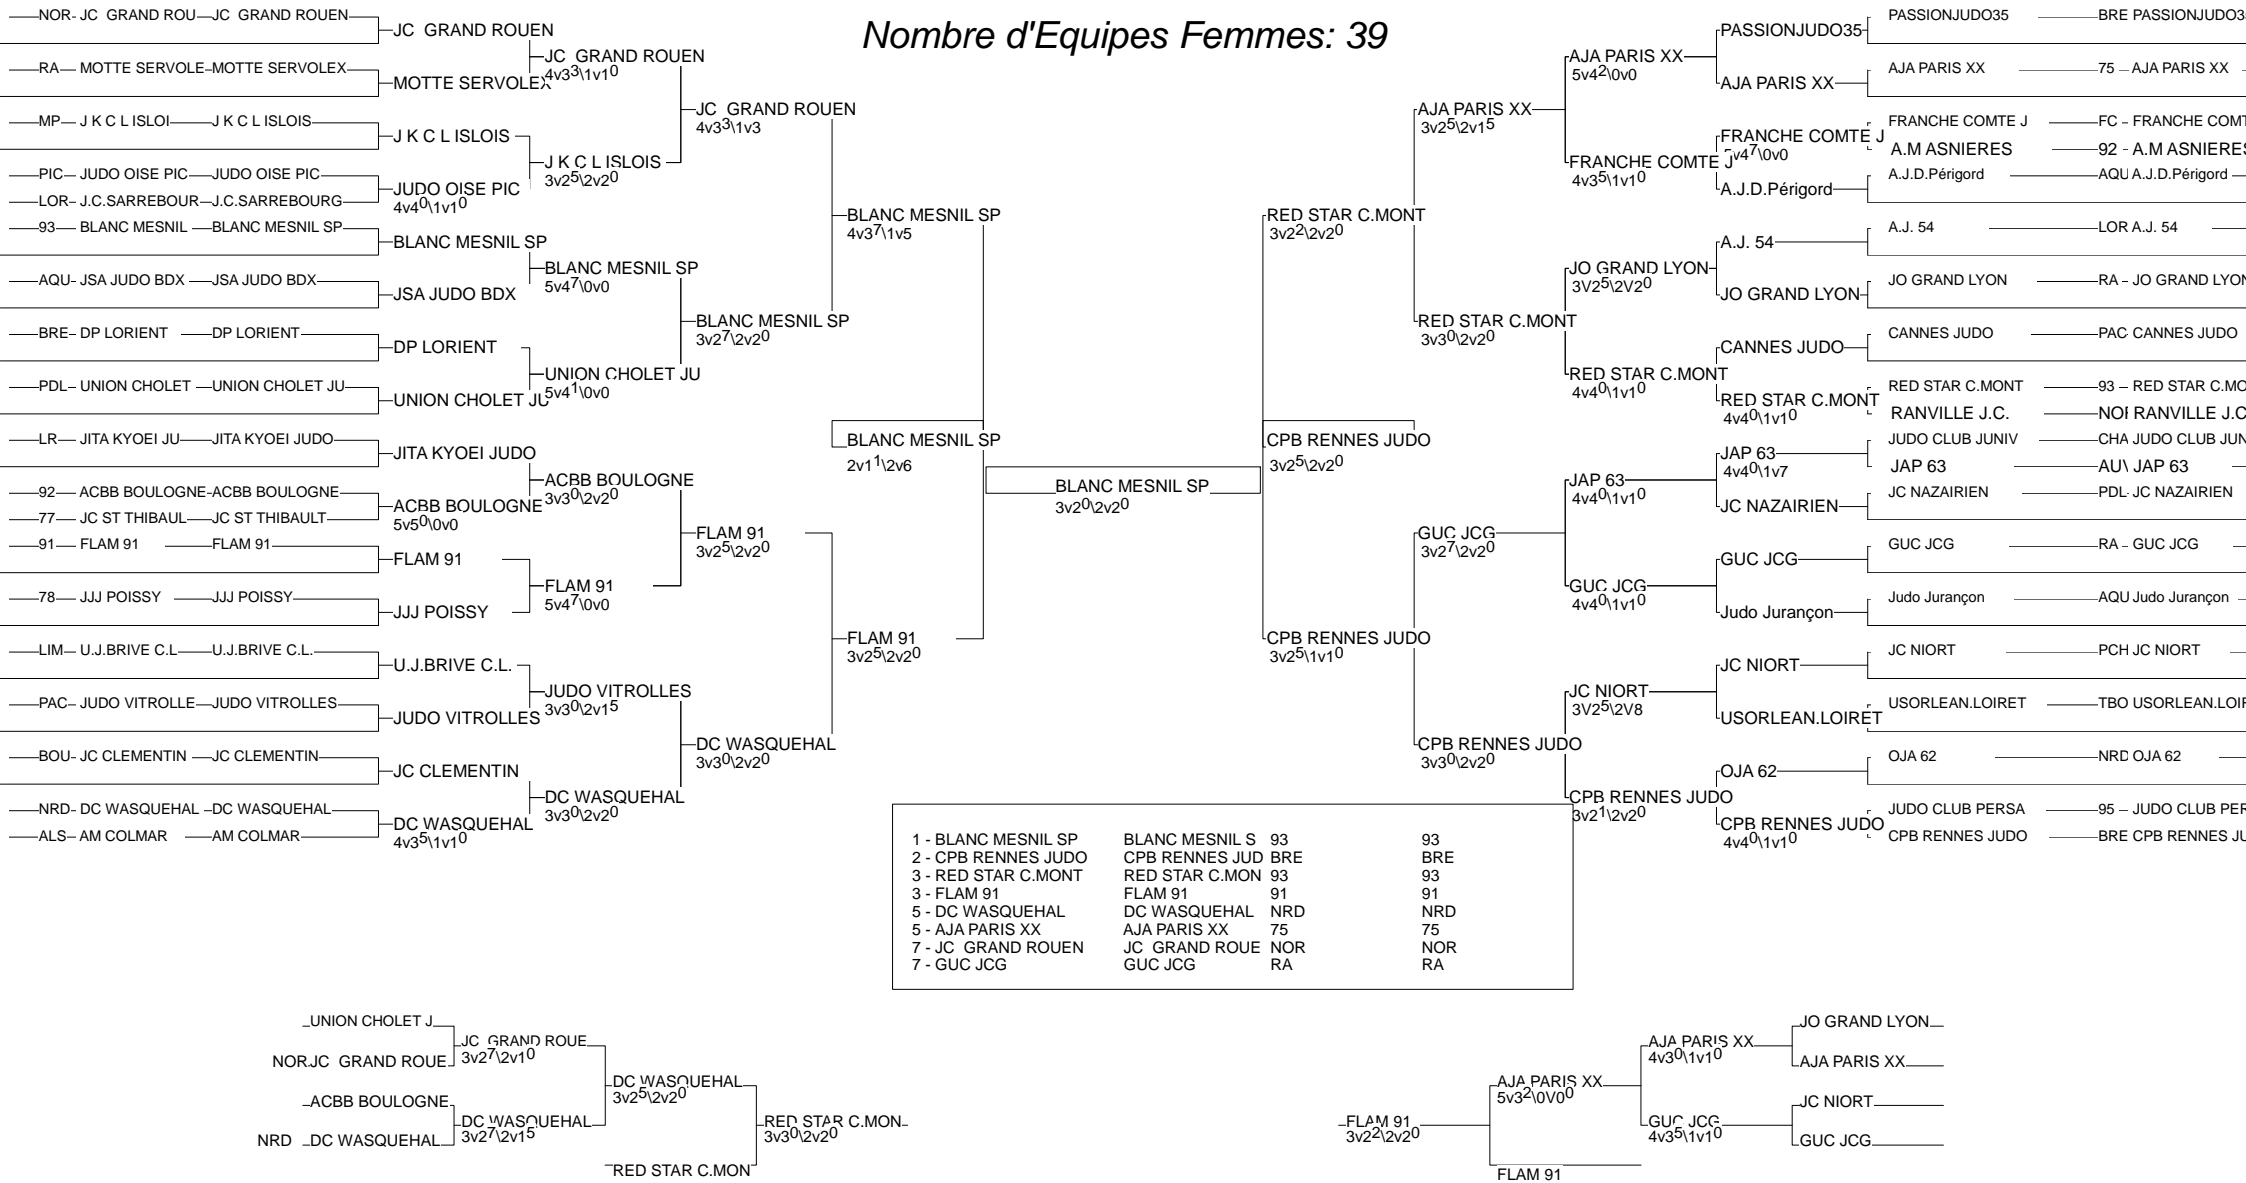 Nombre d'Equipes Femmes: 39
NOR- JC GRAND ROU JC GRAND ROUEN
RA MOTTE SERVOLE MOTTE SERVOLEX
MP J K C L ISLOI J K C L ISLOIS
PIC JUDO OISE PIC JUDO OISE PIC
LOR- J.C.SARREBOUR J.C.SARREBOURG
93 BLANC MESNIL BLANC MESNIL SP
AQU- JSA JUDO BDX JSA JUDO BDX
BRE- DP LORIENT DP LORIENT
PDL- UNION CHOLET UNION CHOLET JU
LR JITA KYOEI JU JITA KYOEI JUDO
92 ACBB BOULOGNE ACBB BOULOGNE
77 JC ST THIBAUL JC ST THIBAULT
91 FLAM 91 FLAM 91
78 JJJ POISSY JJJ POISSY
LIM U.J.BRIVE C.L U.J.BRIVE C.L.
PAC- JUDO VITROLLE JUDO VITROLLES
BOU- JC CLEMENTIN JC CLEMENTIN
NRD- DC WASQUEHAL DC WASQUEHAL
ALS- AM COLMAR AM COLMAR
JC GRAND ROUEN
MOTTE SERVOLEX
J K C L ISLOIS
JUDO OISE PIC
4v40\1v10
BLANC MESNIL SP
JSA JUDO BDX
DP LORIENT
UNION CHOLET JU
JITA KYOEI JUDO
ACBB BOULOGNE
5v50\0v0
FLAM 91
JJJ POISSY
U.J.BRIVE C.L.
JUDO VITROLLES
JC CLEMENTIN
DC WASQUEHAL
4v35\1v10
JC GRAND ROUEN
4v33\1v10
J K C L ISLOIS
3v25\2v20
BLANC MESNIL SP
5v47\0v0
UNION CHOLET JU
5v41\0v0
ACBB BOULOGNE
3v30\2v20
FLAM 91
5v47\0v0
JUDO VITROLLES
3v30\2v15
DC WASQUEHAL
3v30\2v20
JC GRAND ROUEN
4v33\1v3
BLANC MESNIL SP
3v27\2v20
FLAM 91
3v25\2v20
DC WASQUEHAL
3v30\2v20
BLANC MESNIL SP
4v37\1v5
BLANC MESNIL SP
2v11\2v6
FLAM 91
3v25\2v20
BLANC MESNIL SP
3v20\2v20
RED STAR C.MONT
3v22\2v20
CPB RENNES JUDO
3v25\2v20
CPB RENNES JUDO
3v25\1v10
AJA PARIS XX
3v25\2v15
RED STAR C.MONT
3v30\2v20
GUC JCG
3v27\2v20
CPB RENNES JUDO
3v30\2v20
AJA PARIS XX
5v42\0v0
FRANCHE COMTE J
4v35\1v10
JO GRAND LYON
3V25\2V20
RED STAR C.MONT
4v40\1v10
JAP 63
4v40\1v10
GUC JCG
4v40\1v10
JC NIORT
3V25\2V8
CPB RENNES JUDO
3v21\2v20
PASSIONJUDO35
AJA PARIS XX
FRANCHE COMTE J
5v47\0v0
A.J.D.Périgord
A.J. 54
JO GRAND LYON
CANNES JUDO
RED STAR C.MONT
4v40\1v10
JAP 63
4v40\1v7
JC NAZAIRIEN
GUC JCG
Judo Jurançon
JC NIORT
USORLEAN.LOIRET
OJA 62
CPB RENNES JUDO
4v40\1v10
PASSIONJUDO35 BRE PASSIONJUDO3
AJA PARIS XX 75 AJA PARIS XX
FRANCHE COMTE J FC - FRANCHE COMT
A.M ASNIERES 92 - A.M ASNIERES
A.J.D.Périgord AQU A.J.D.Périgord
A.J. 54 LOR A.J. 54
JO GRAND LYON RA - JO GRAND LYON
CANNES JUDO PAC CANNES JUDO
RED STAR C.MONT 93 - RED STAR C.MO
RANVILLE J.C. NOR RANVILLE J.C
JUDO CLUB JUNIV CHA JUDO CLUB JUN
JAP 63 AUV JAP 63
JC NAZAIRIEN PDL- JC NAZAIRIEN
GUC JCG RA - GUC JCG
Judo Jurançon AQU Judo Jurançon
JC NIORT PCH JC NIORT
USORLEAN.LOIRET TBO USORLEAN.LOI
OJA 62 NRD OJA 62
JUDO CLUB PERSA 95 - JUDO CLUB PER
CPB RENNES JUDO BRE CPB RENNES JU
1 - BLANC MESNIL SP BLANC MESNIL S 93 93
2 - CPB RENNES JUDO CPB RENNES JUD BRE BRE
3 - RED STAR C.MONT RED STAR C.MON 93 93
3 - FLAM 91 FLAM 91 91 91
5 - DC WASQUEHAL DC WASQUEHAL NRD NRD
5 - AJA PARIS XX AJA PARIS XX 75 75
7 - JC GRAND ROUEN JC GRAND ROUE NOR NOR
7 - GUC JCG GUC JCG RA RA
UNION CHOLET J
NOR JC GRAND ROUE
ACBB BOULOGNE
NRD DC WASQUEHAL
JC GRAND ROUE
3v27\2v10
DC WASQUEHAL
3v27\2v15
DC WASQUEHAL
3v25\2v20
RED STAR C.MON
RED STAR C.MON
3v30\2v20
FLAM 91
3v22\2v20
AJA PARIS XX
5v32\0V00
FLAM 91
AJA PARIS XX
4v30\1v10
GUC JCG
4v35\1v10
JO GRAND LYON
AJA PARIS XX
JC NIORT
GUC JCG